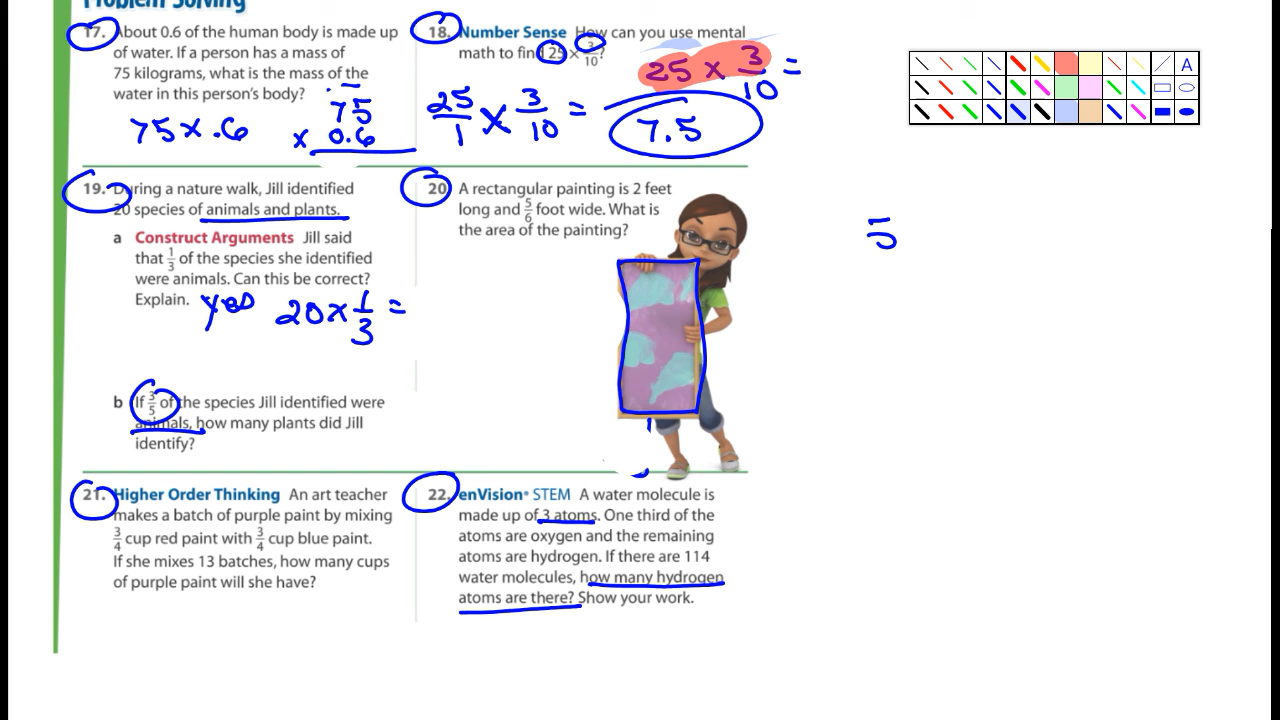 Problem Solving
17. About 0.6 of the human body is made up
of water. If a person has a mass of
75 kilograms, what is the mass of the
water in this person's body?
75 x .6
75
x 0.6
18. Number Sense How can you use mental
math to find 25 × 3/10?
25 x 3/10 =
25/1 x 3/10 =
7.5
19. During a nature walk, Jill identified
20 species of animals and plants.
a Construct Arguments Jill said
that 1/3 of the species she identified
were animals. Can this be correct?
Explain.
yes 20 x 1/3 =
b If 3/5 of the species Jill identified were
animals, how many plants did Jill
identify?
20 A rectangular painting is 2 feet
long and 5/6 foot wide. What is
the area of the painting?
5
21. Higher Order Thinking An art teacher
makes a batch of purple paint by mixing
3/4 cup red paint with 3/4 cup blue paint.
If she mixes 13 batches, how many cups
of purple paint will she have?
22. enVision® STEM A water molecule is
made up of 3 atoms. One third of the
atoms are oxygen and the remaining
atoms are hydrogen. If there are 114
water molecules, how many hydrogen
atoms are there? Show your work.
A